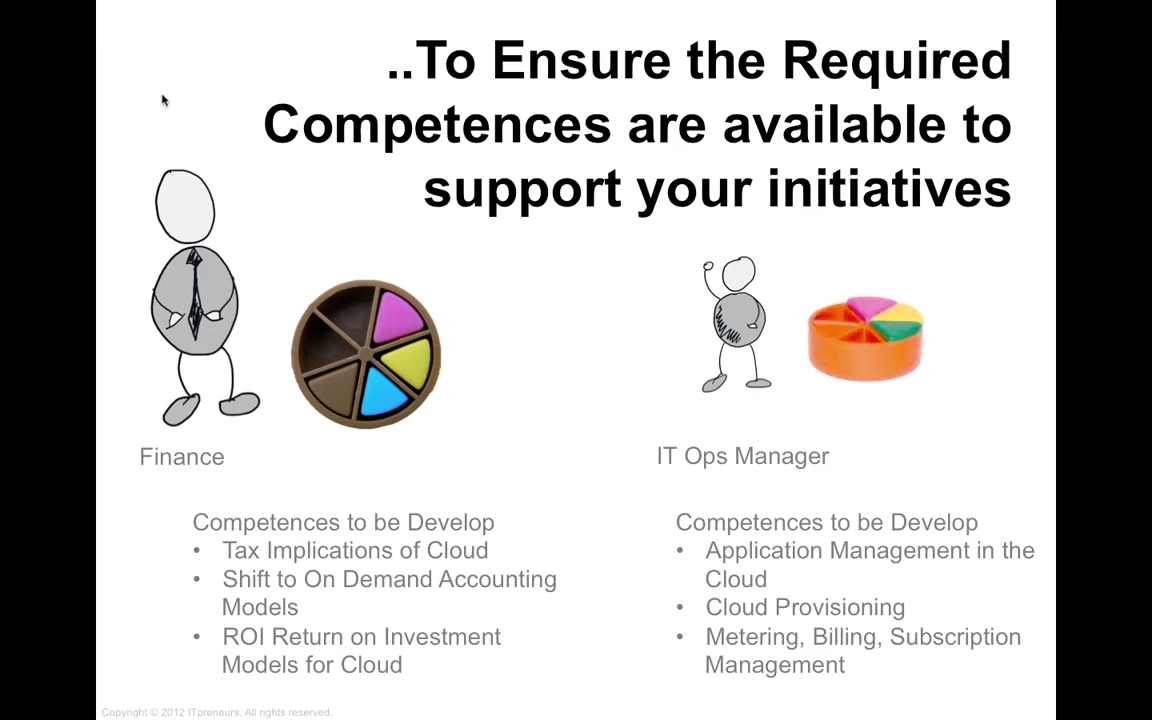 ..To Ensure the Required
Competences are available to
support your initiatives
Finance
Competences to be Develop
• Tax Implications of Cloud
• Shift to On Demand Accounting
Models
• ROI Return on Investment
Models for Cloud
IT Ops Manager
Competences to be Develop
• Application Management in the
Cloud
• Cloud Provisioning
• Metering, Billing, Subscription
Management
Copyright © 2012 ITpreneurs. All rights reserved.